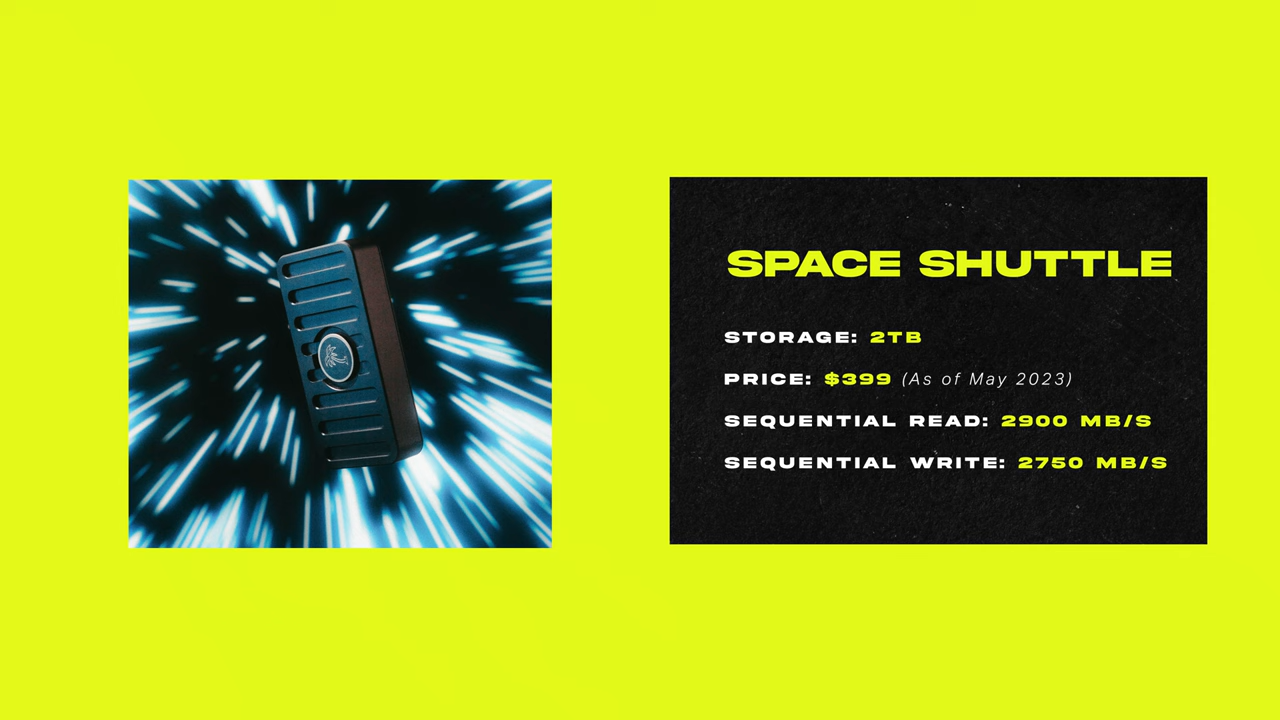 SPACE SHUTTLE
STORAGE: 2TB
PRICE: $399 (As of May 2023)
SEQUENTIAL READ: 2900 MB/S
SEQUENTIAL WRITE: 2750 MB/S